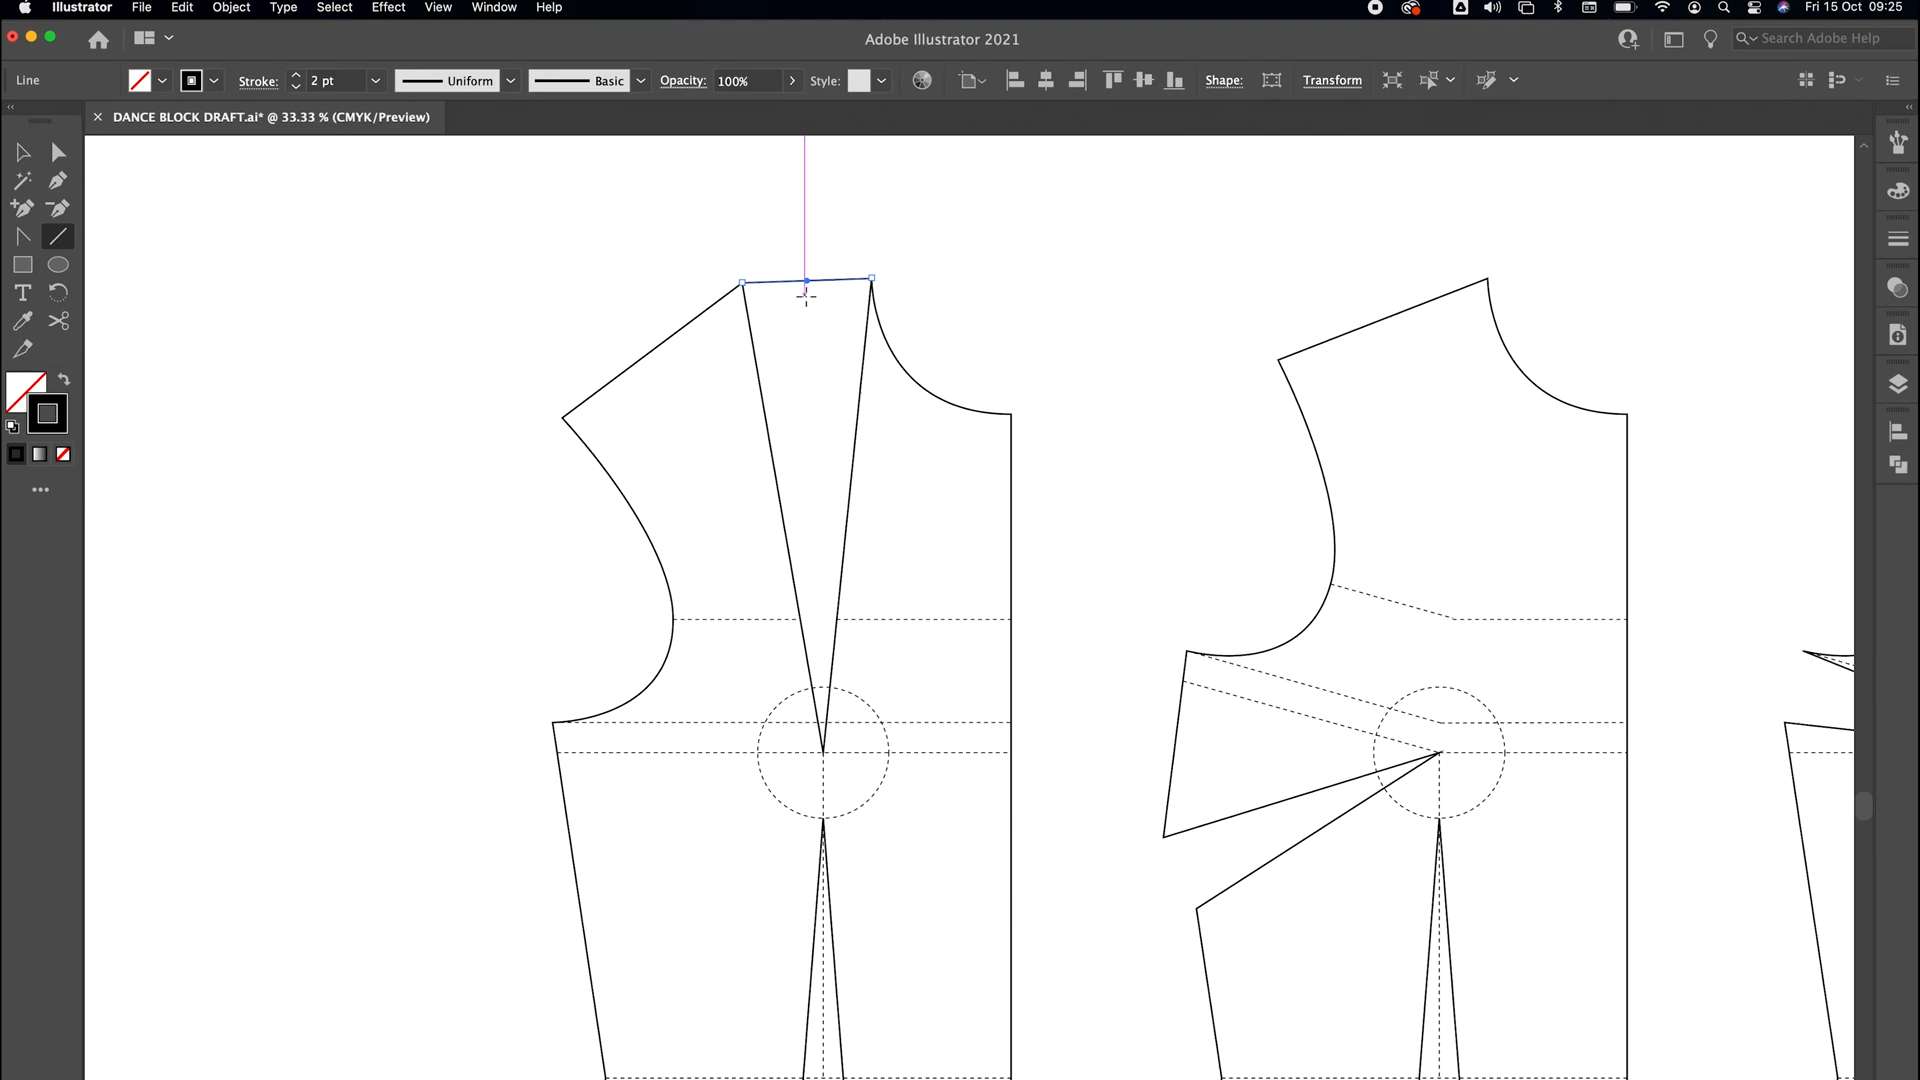 Illustrator File Edit Object Type Select Effect View Window Help Fri 15 Oct 09:25
Adobe Illustrator 2021 Search Adobe Help
Line Stroke: 2 pt Uniform Basic Opacity: 100% Style: Shape: Transform
DANCE BLOCK DRAFT.ai* @ 33.33 % (CMYK/Preview)